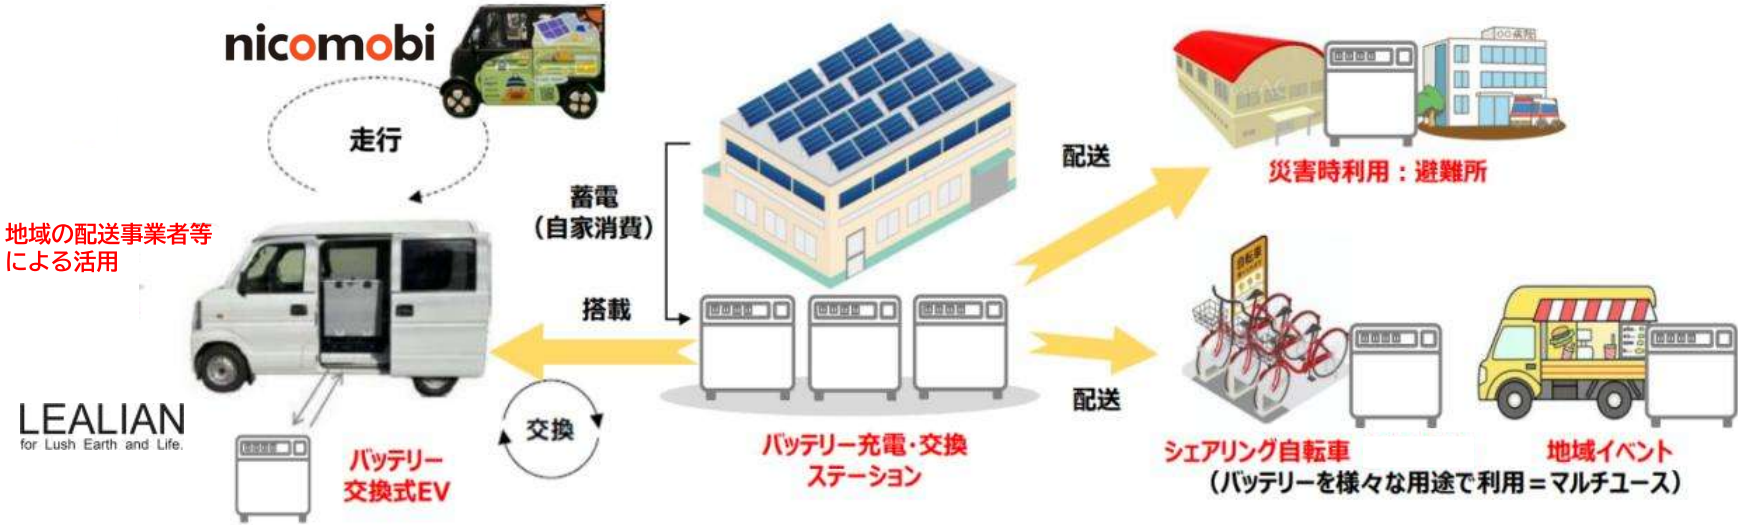 nicomobi
走行
地域の配送事業者等
による活用
LEALIAN
for Lush Earth and Life.
バッテリー
交換式EV
交換
搭載
蓄電
（自家消費）
バッテリー充電・交換
ステーション
配送
災害時利用：避難所
配送
自転車
シェアリング自転車
地域イベント
（バッテリーを様々な用途で利用＝マルチユース）